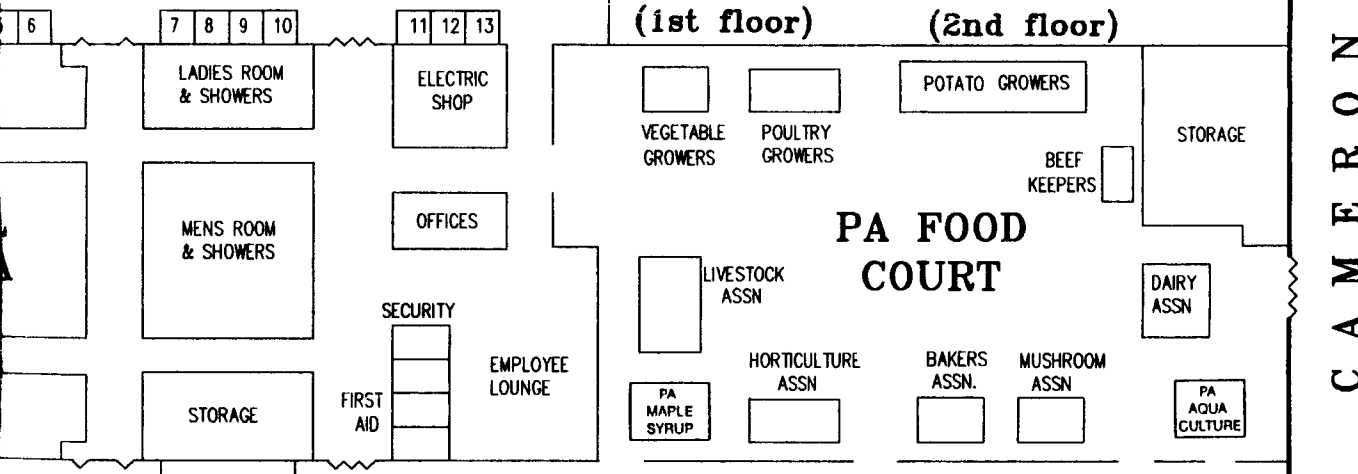 6
7 8 9 10
11 12 13
(1st floor)
(2nd floor)
LADIES ROOM
& SHOWERS
ELECTRIC
SHOP
VEGETABLE
GROWERS
POULTRY
GROWERS
POTATO GROWERS
STORAGE
BEEF
KEEPERS
MENS ROOM
& SHOWERS
OFFICES
PA FOOD
COURT
LIVESTOCK
ASSN
DAIRY
ASSN
SECURITY
EMPLOYEE
LOUNGE
HORTICULTURE
ASSN
BAKERS
ASSN.
MUSHROOM
ASSN
STORAGE
FIRST
AID
PA
MAPLE
SYRUP
PA
AQUA
CULTURE
CAMERON